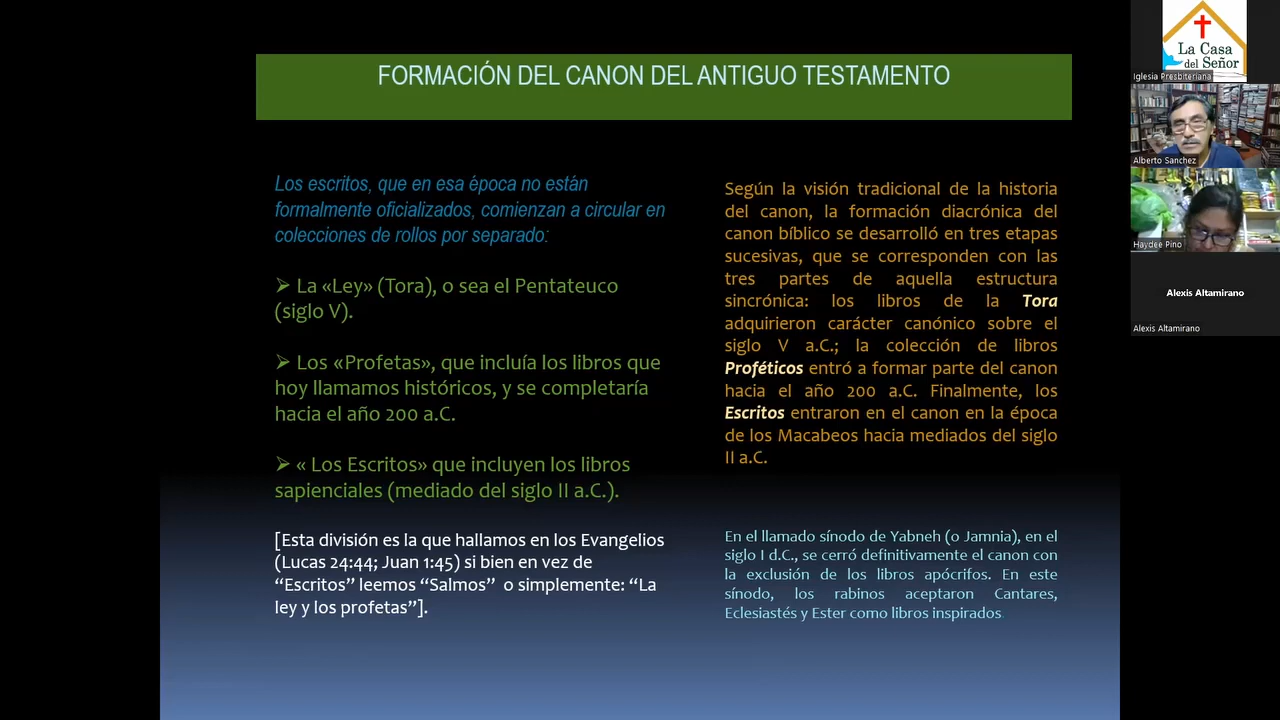 FORMACIÓN DEL CANON DEL ANTIGUO TESTAMENTO
Los escritos, que en esa época no están
formalmente oficializados, comienzan a circular en
colecciones de rollos por separado:
➢ La «Ley» (Tora), o sea el Pentateuco
(siglo V).
➢ Los «Profetas», que incluía los libros que
hoy llamamos históricos, y se completaría
hacia el año 200 a.C.
➢ « Los Escritos» que incluyen los libros
sapienciales (mediado del siglo II a.C.).
[Esta división es la que hallamos en los Evangelios
(Lucas 24:44; Juan 1:45) si bien en vez de
“Escritos” leemos “Salmos” o simplemente: “La
ley y los profetas”].
Según la visión tradicional de la historia
del canon, la formación diacrónica del
canon bíblico se desarrolló en tres etapas
sucesivas, que se corresponden con las
tres partes de aquella estructura
sincrónica: los libros de la Tora
adquirieron carácter canónico sobre el
siglo V a.C.; la colección de libros
Proféticos entró a formar parte del canon
hacia el año 200 a.C. Finalmente, los
Escritos entraron en el canon en la época
de los Macabeos hacia mediados del siglo
II a.C.
En el llamado sínodo de Yabneh (o Jamnia), en el
siglo I d.C., se cerró definitivamente el canon con
la exclusión de los libros apócrifos. En este
sínodo, los rabinos aceptaron Cantares,
Eclesiastés y Ester como libros inspirados
La Casa
del Señor
Iglesia Presbiteriana
Alberto Sanchez
Haydee Pino
Alexis Altamirano
Alexis Altamirano